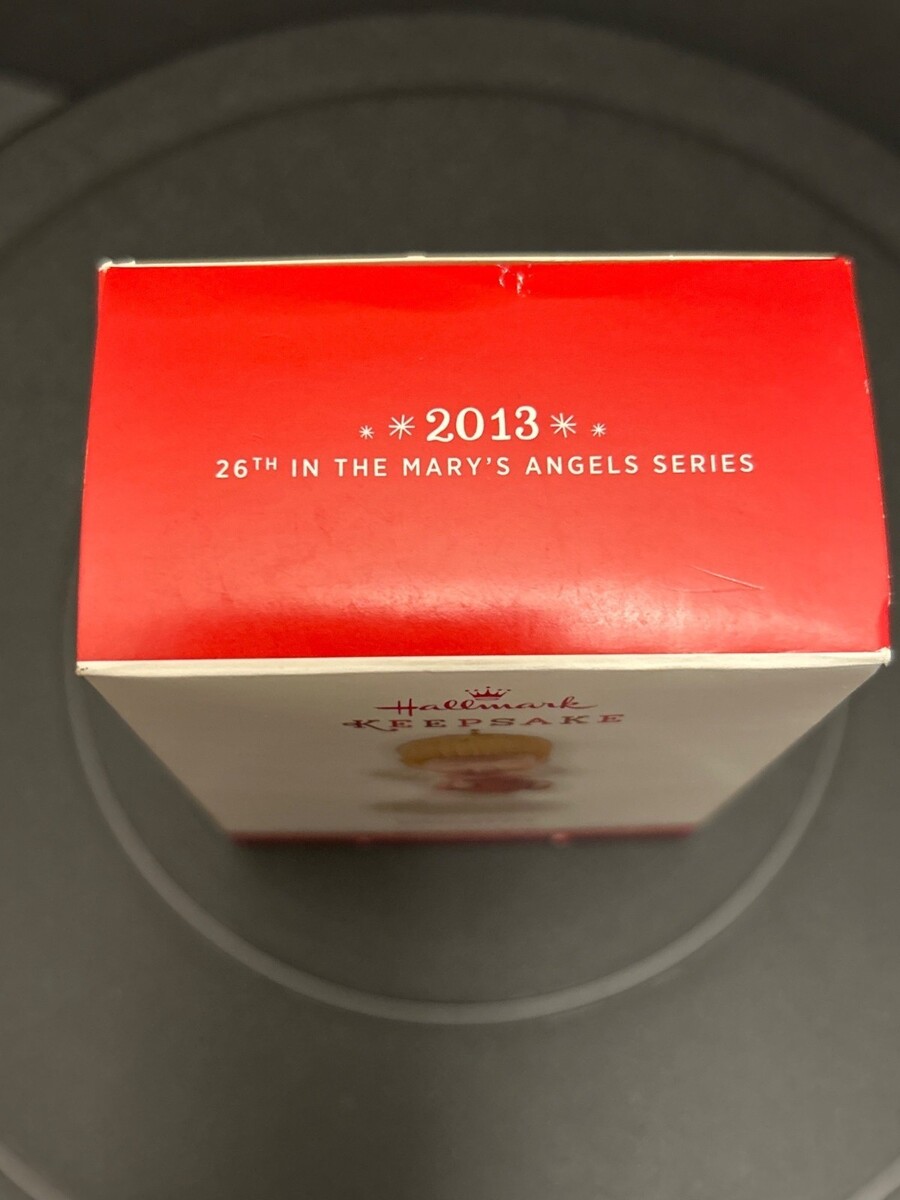 2013
26TH IN THE MARY'S ANGELS SERIES
Hallmark
KEEPSAKE